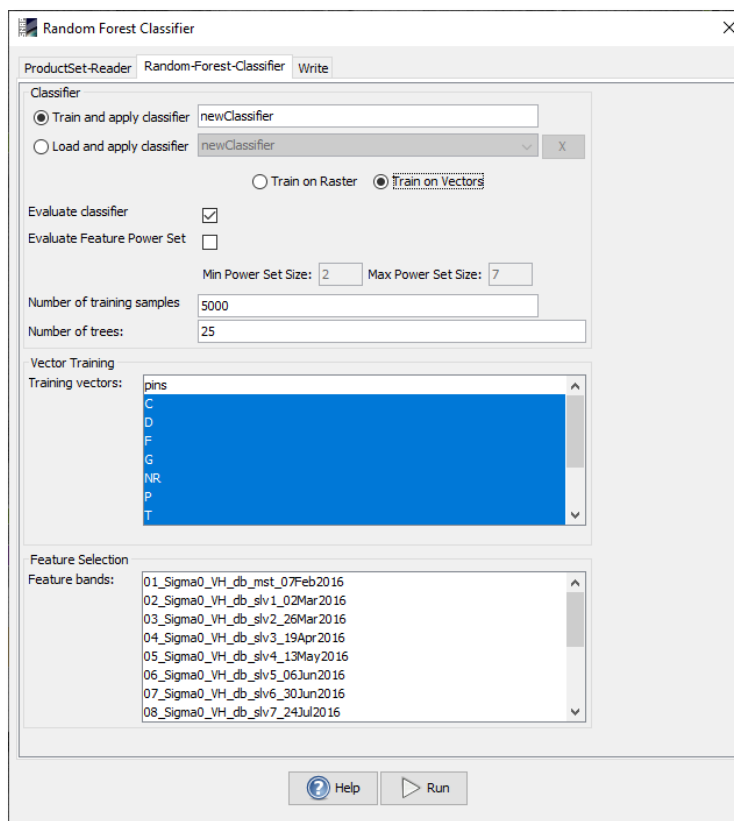 Random Forest Classifier
ProductSet-Reader Random-Forest-Classifier Write
Classifier
Train and apply classifier newClassifier
Load and apply classifier newClassifier X
Train on Raster Train on Vectors
Evaluate classifier
Evaluate Feature Power Set
Min Power Set Size: 2 Max Power Set Size: 7
Number of training samples 5000
Number of trees: 25
Vector Training
Training vectors: pins
C
D
F
G
NR
P
T
Feature Selection
Feature bands: 01_Sigma0_VH_db_mst_07Feb2016
02_Sigma0_VH_db_slv1_02Mar2016
03_Sigma0_VH_db_slv2_26Mar2016
04_Sigma0_VH_db_slv3_19Apr2016
05_Sigma0_VH_db_slv4_13May2016
06_Sigma0_VH_db_slv5_06Jun2016
07_Sigma0_VH_db_slv6_30Jun2016
08_Sigma0_VH_db_slv7_24Jul2016
Help Run